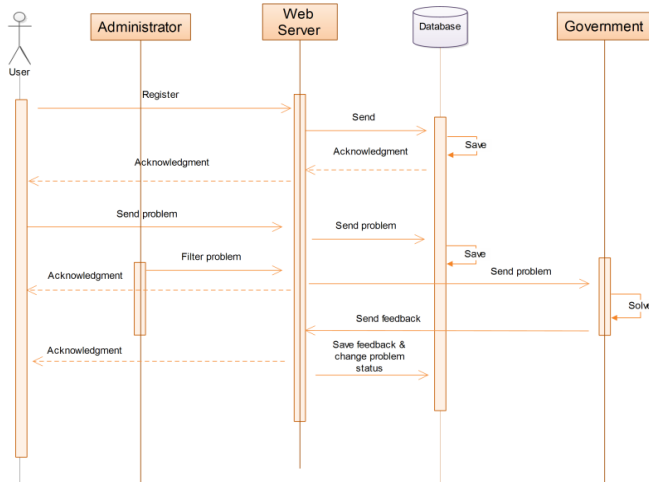 User
Administrator
Web
Server
Database
Government
Register
Send
Save
Acknowledgment
Acknowledgment
Send problem
Send problem
Save
Filter problem
Send problem
Acknowledgment
Solve
Send feedback
Save feedback &
change problem
status
Acknowledgment